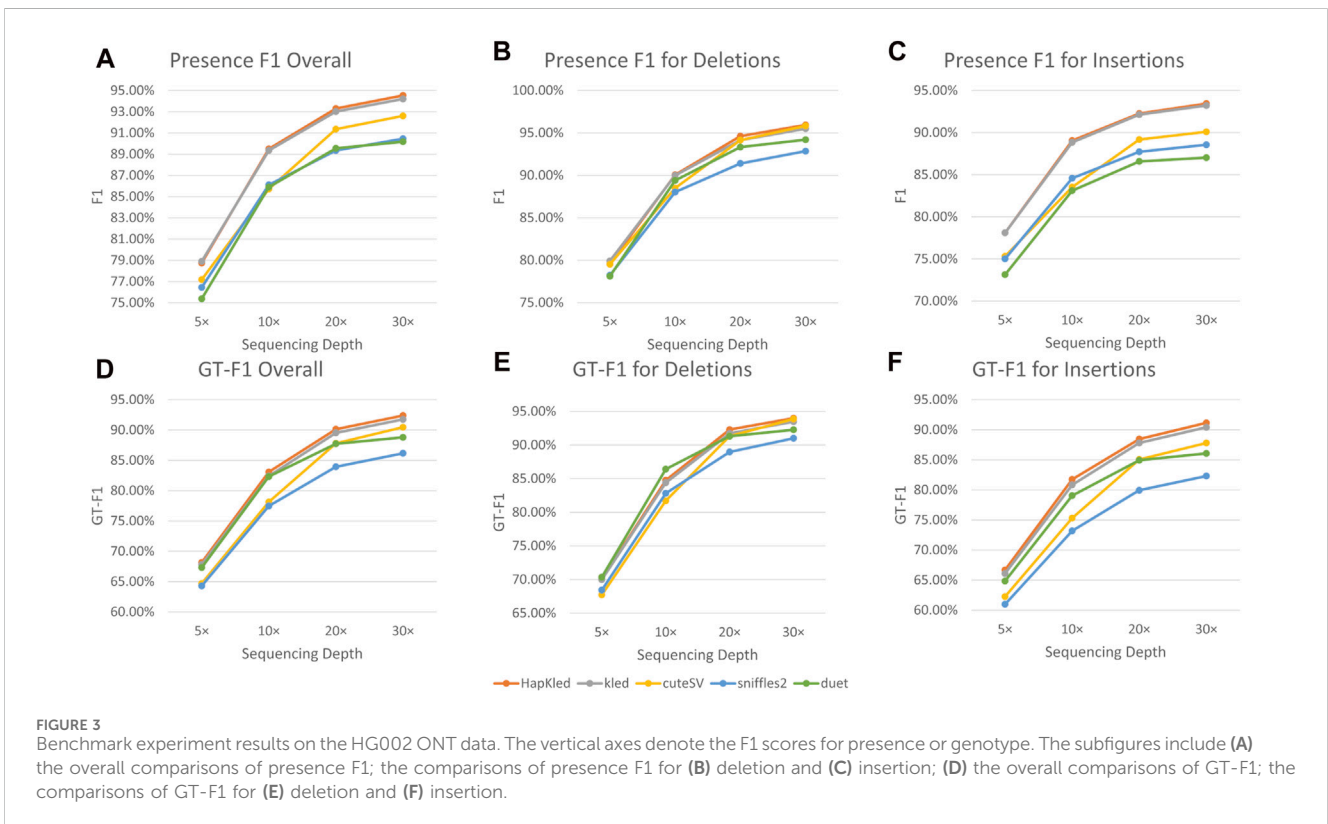 A
Presence F1 Overall
95.00%
93.00%
91.00%
89.00%
87.00%
85.00%
83.00%
81.00%
79.00%
77.00%
75.00%
F1
5×
10×
20×
30×
Sequencing Depth
B
Presence F1 for Deletions
100.00%
95.00%
90.00%
85.00%
80.00%
75.00%
F1
5×
10×
20×
30×
Sequencing Depth
C
Presence F1 for Insertions
95.00%
90.00%
85.00%
80.00%
75.00%
70.00%
F1
5×
10×
20×
30×
Sequencing Depth
D
GT-F1 Overall
95.00%
90.00%
85.00%
80.00%
75.00%
70.00%
65.00%
60.00%
GT-F1
5×
10×
20×
30×
Sequencing Depth
E
GT-F1 for Deletions
95.00%
90.00%
85.00%
80.00%
75.00%
70.00%
65.00%
GT-F1
5×
10×
20×
30×
Sequencing Depth
F
GT-F1 for Insertions
95.00%
90.00%
85.00%
80.00%
75.00%
70.00%
65.00%
60.00%
GT-F1
5×
10×
20×
30×
Sequencing Depth
HapKled kled cuteSV sniffles2 duet
FIGURE 3
Benchmark experiment results on the HG002 ONT data. The vertical axes denote the F1 scores for presence or genotype. The subfigures include (A)
the overall comparisons of presence F1; the comparisons of presence F1 for (B) deletion and (C) insertion; (D) the overall comparisons of GT-F1; the
comparisons of GT-F1 for (E) deletion and (F) insertion.